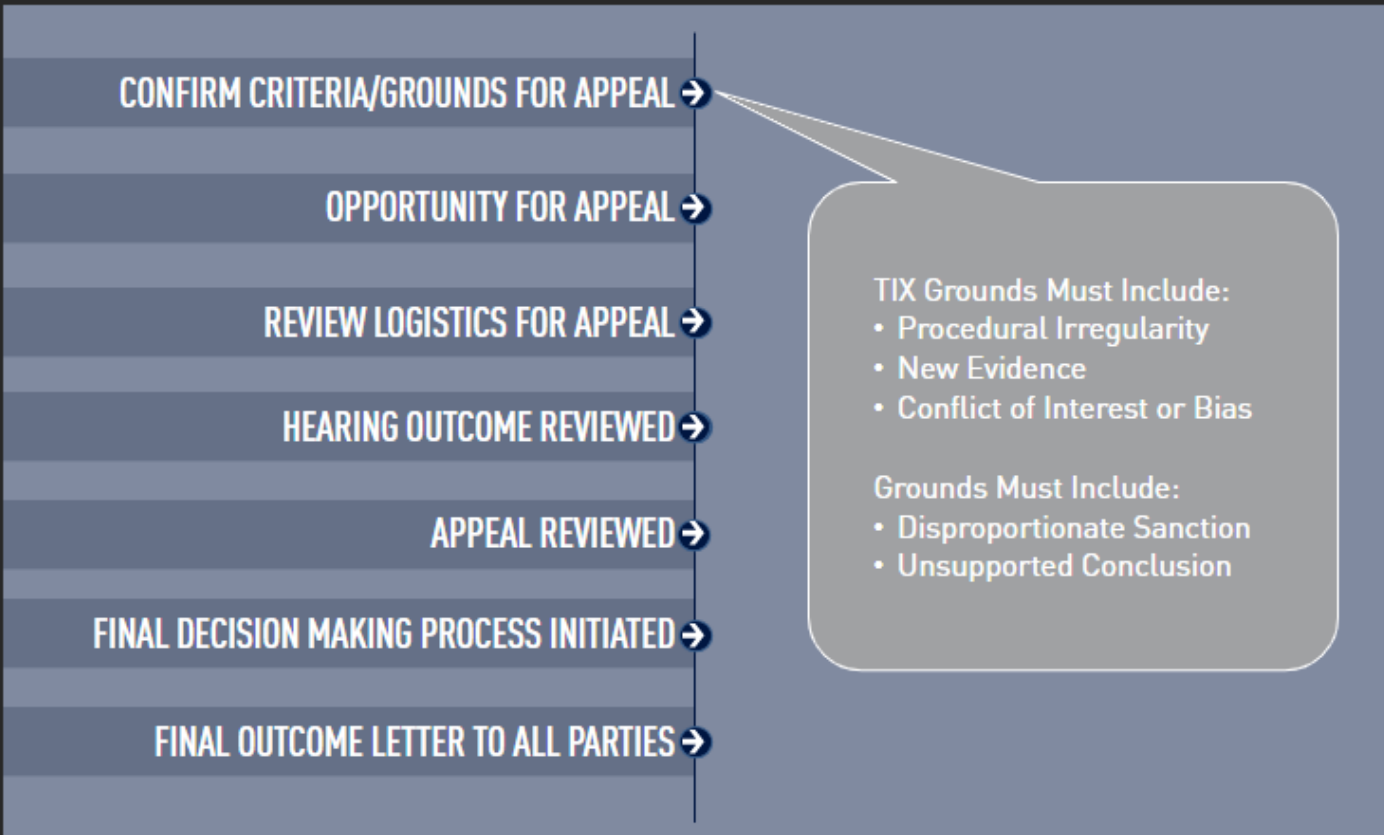 CONFIRM CRITERIA/GROUNDS FOR APPEAL
OPPORTUNITY FOR APPEAL
REVIEW LOGISTICS FOR APPEAL
HEARING OUTCOME REVIEWED
APPEAL REVIEWED
FINAL DECISION MAKING PROCESS INITIATED
FINAL OUTCOME LETTER TO ALL PARTIES
TIX Grounds Must Include:
• Procedural Irregularity
• New Evidence
• Conflict of Interest or Bias
Grounds Must Include:
• Disproportionate Sanction
• Unsupported Conclusion